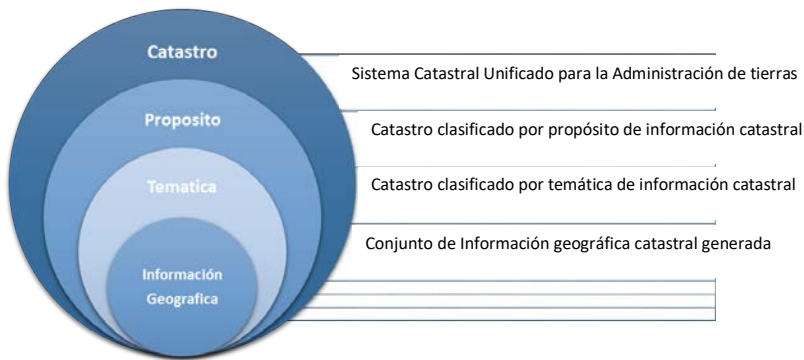 Catastro
Sistema Catastral Unificado para la Administración de tierras
Proposito
Catastro clasificado por propósito de información catastral
Tematica
Catastro clasificado por temática de información catastral
Conjunto de Información geográfica catastral generada
Información
Geografica